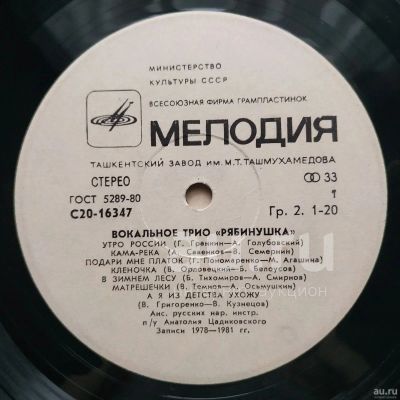 МИНИСТЕРСТВО
КУЛЬТУРЫ СССР
ВСЕСОЮЗНАЯ ФИРМА ГРАМПЛАСТИНОК
МЕЛОДИЯ
ТАШКЕНТСКИЙ ЗАВОД ИМ. М.Т. ТАШМУХАМЕДОВА
СТЕРЕО 33
ГОСТ 5289-80 1
С20-16347 Гр. 2. 1-20
ВОКАЛЬНОЕ ТРИО «РЯБИНУШКА»
УТРО РОССИИ (Г. Гранкин—А. Голубовский)
КАМА-РЕКА (А. Савенков—В. Семернин)
ПОДАРИ МНЕ ПЛАТОК (Г. Пономаренко—М. Агашина)
КЛЕНОЧКА (В. Орловецкий—Б. Белоусов)
В ЗИМНЕМ ЛЕСУ (Б. Тихомиров—А. Смирнов)
МАТРЕШЕЧКИ (В. Темнов—А. Осьмушкин)
А Я ИЗ ДЕТСТВА УХОЖУ
(В. Григоренко—В. Кузнецов)
Анс. русских нар. инстр.
п/у Анатолия Цадиковского
Записи 1978—1981 гг.
au.ru